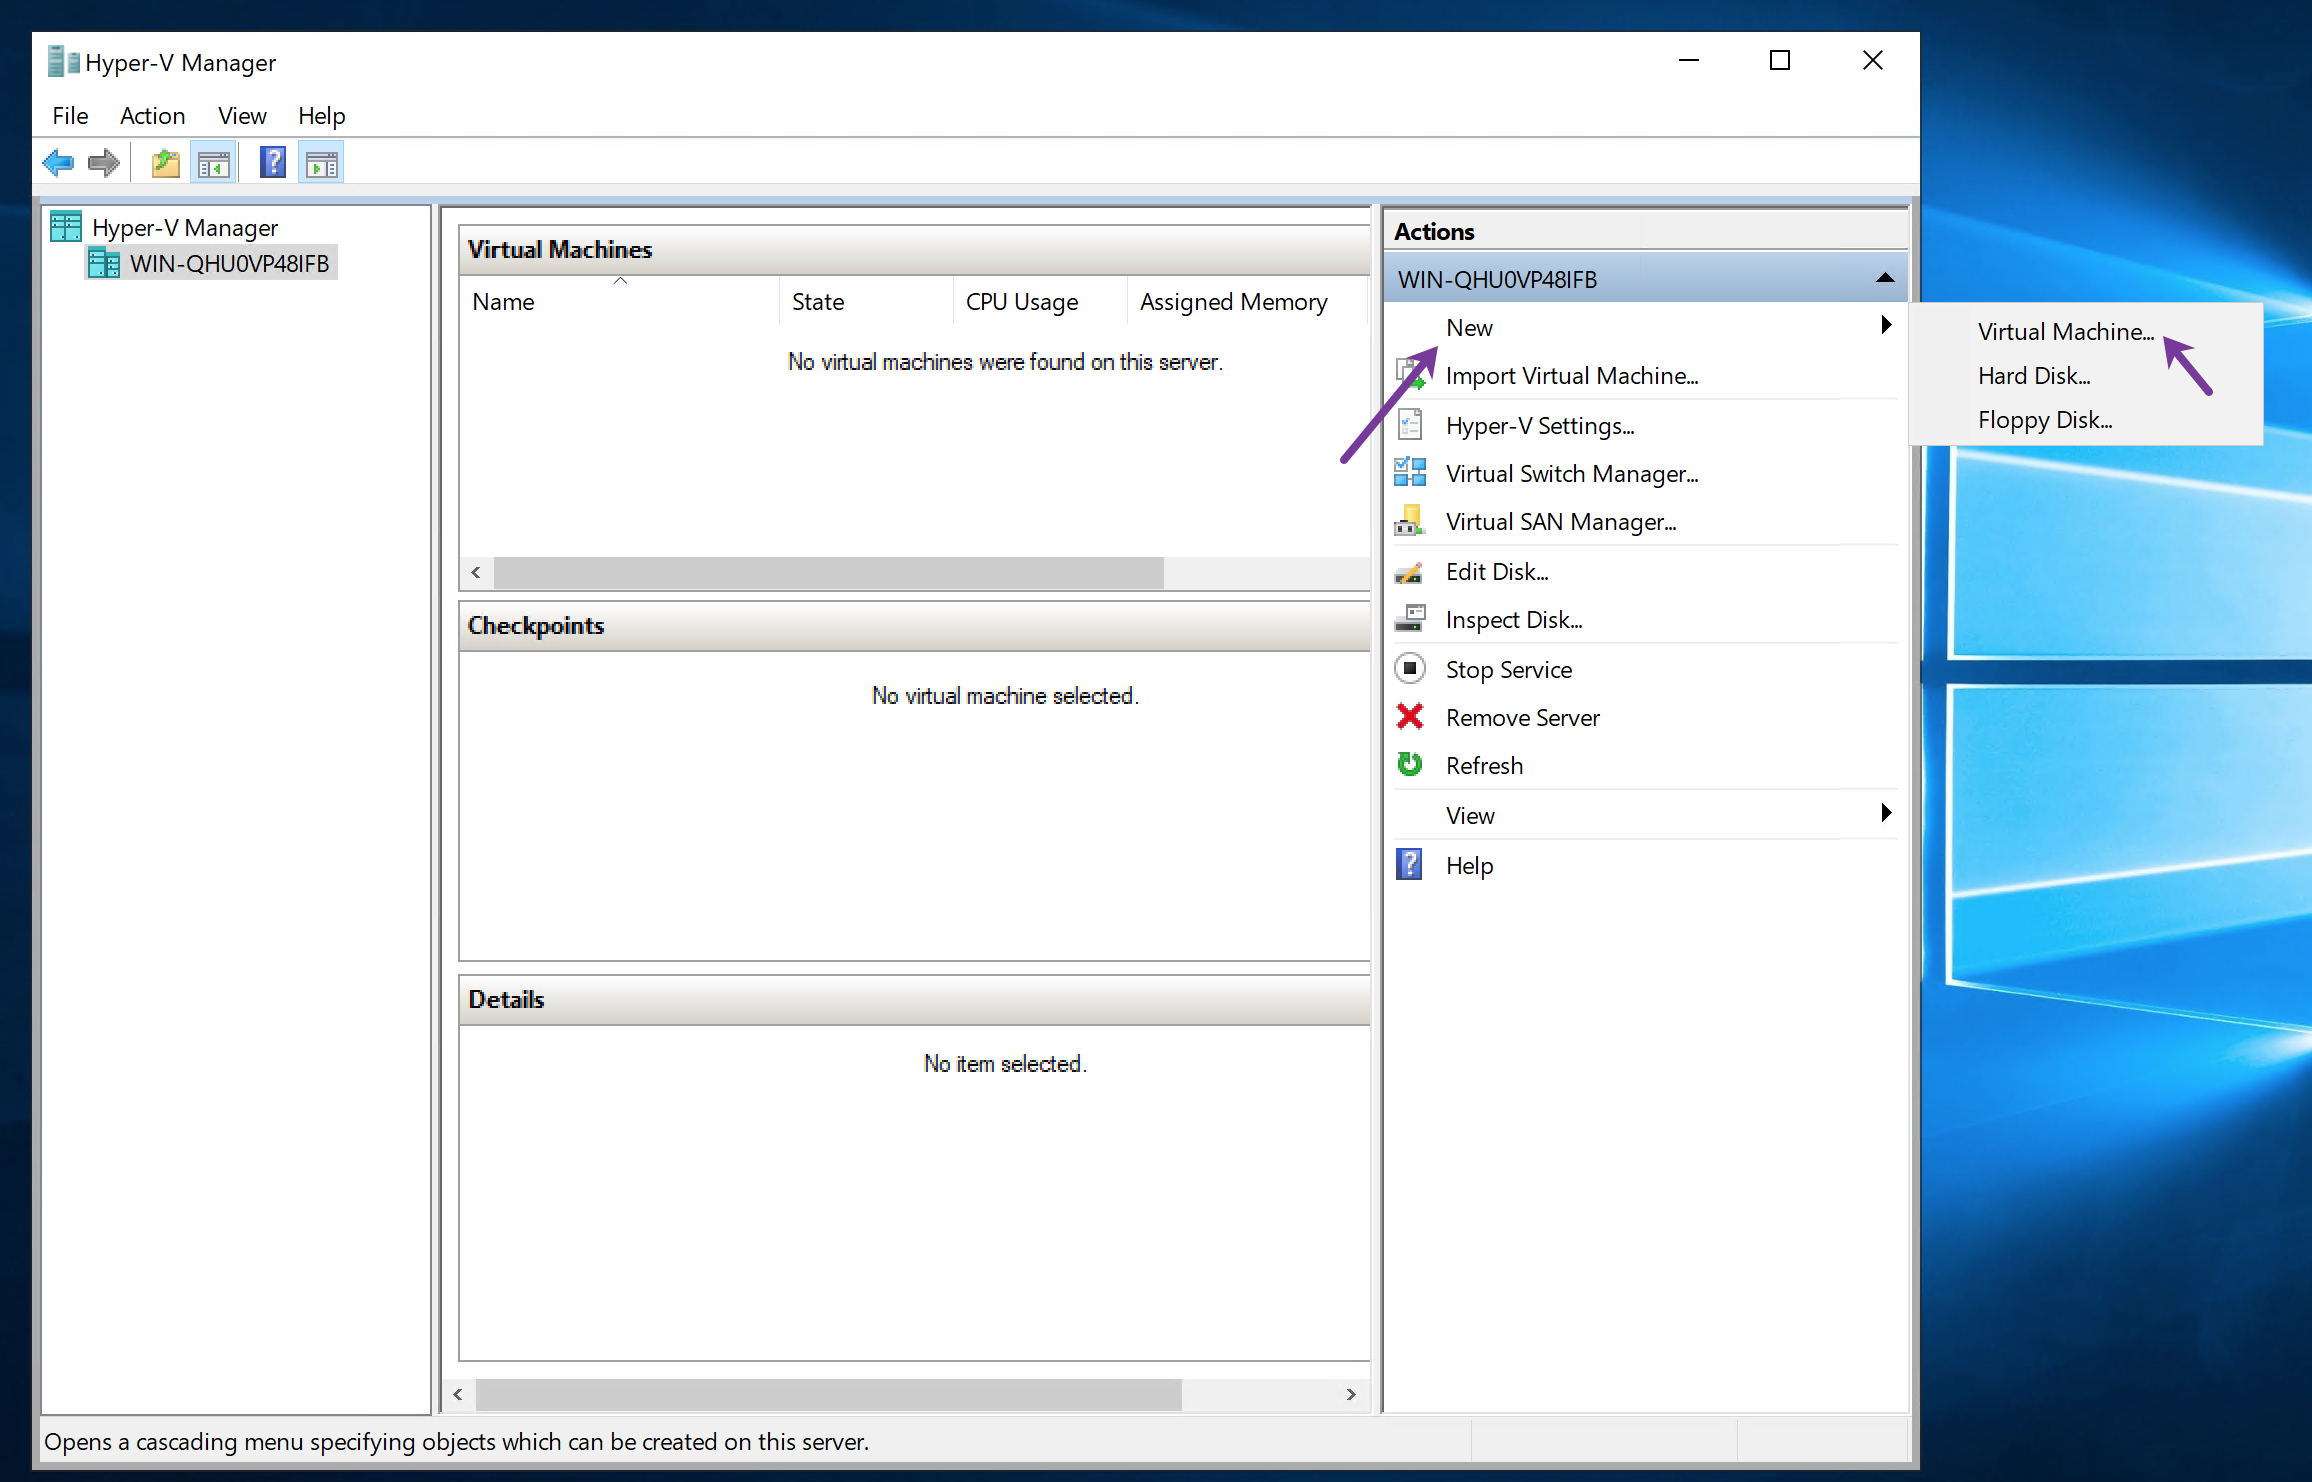 Hyper-V Manager
File Action View Help
Hyper-V Manager
WIN-QHU0VP48IFB
Virtual Machines
Name State CPU Usage Assigned Memory
No virtual machines were found on this server.
Checkpoints
No virtual machine selected.
Details
No item selected.
Actions
WIN-QHU0VP48IFB
New
Import Virtual Machine...
Hyper-V Settings...
Virtual Switch Manager...
Virtual SAN Manager...
Edit Disk...
Inspect Disk...
Stop Service
Remove Server
Refresh
View
Help
Virtual Machine...
Hard Disk...
Floppy Disk...
Opens a cascading menu specifying objects which can be created on this server.